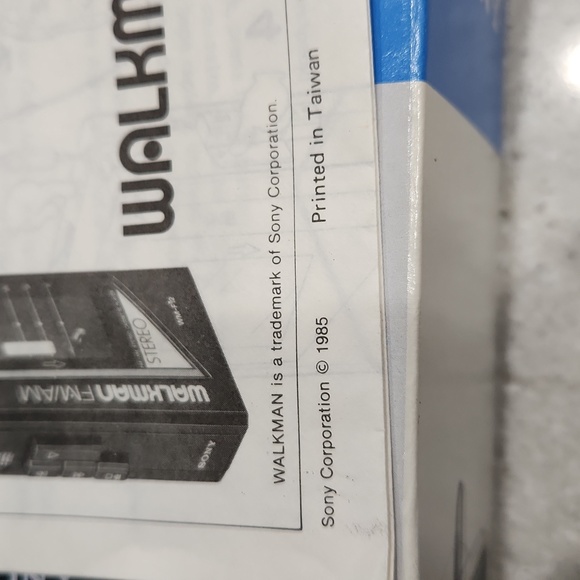 WALKM
STEREO
WALKMAN FM/AM
SONY
WALKMAN is a trademark of Sony Corporation.
Sony Corporation © 1985 Printed in Taiwan